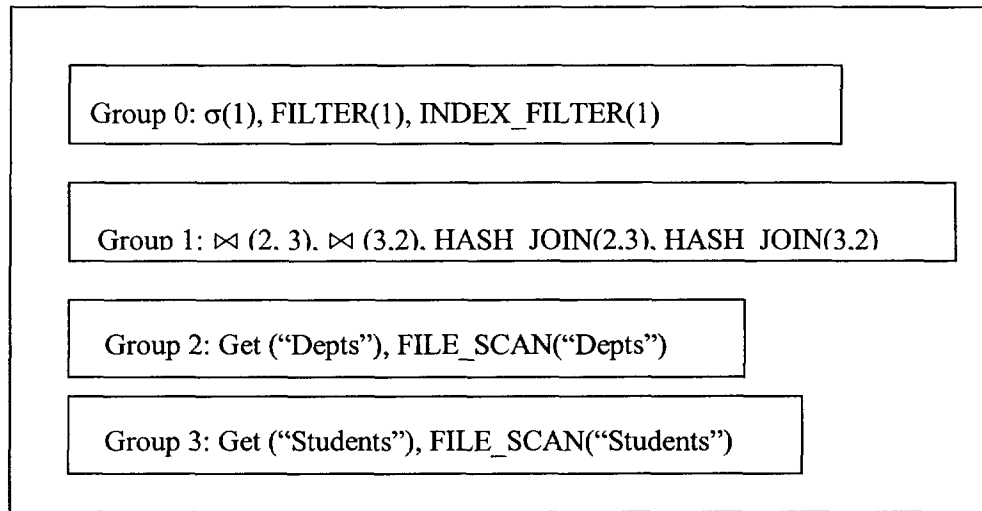 Group 0: σ(1), FILTER(1), INDEX_FILTER(1)
Group 1: ⋈ (2, 3), ⋈ (3,2), HASH_JOIN(2,3), HASH_JOIN(3,2)
Group 2: Get (“Depts”), FILE_SCAN(“Depts”)
Group 3: Get (“Students”), FILE_SCAN(“Students”)